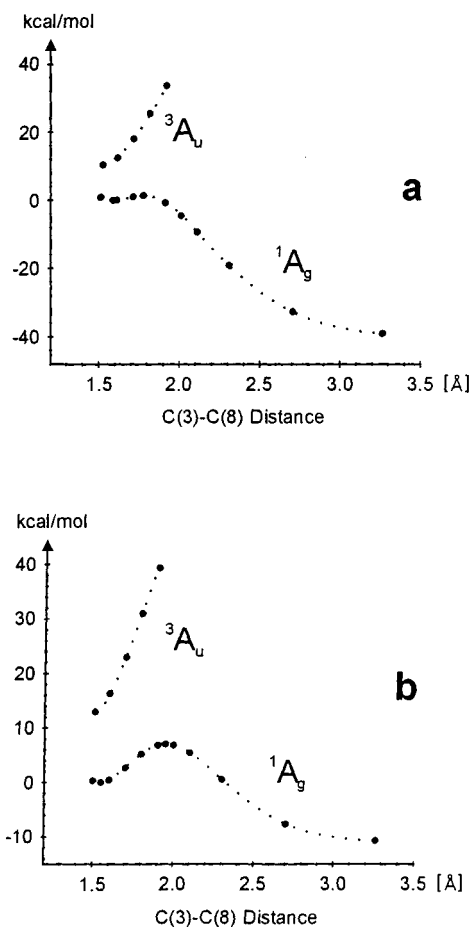 kcal/mol
40
³Aᵤ
20
0
a
-20
¹A_g
-40
1.5 2.0 2.5 3.0 3.5 [Å]
C(3)-C(8) Distance
kcal/mol
40
30
³Aᵤ
20
b
10
¹A_g
0
-10
1.5 2.0 2.5 3.0 3.5 [Å]
C(3)-C(8) Distance